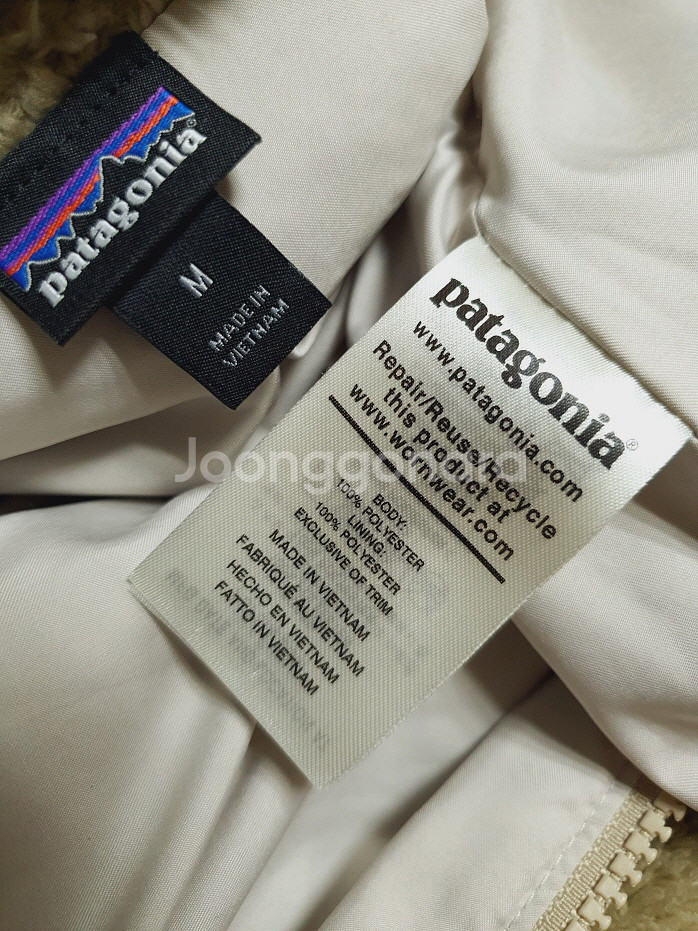 patagonia®
M
MADE IN
VIETNAM
patagonia®
www.patagonia.com
Repair/Reuse/Recycle
this product at
www.wornwear.com
BODY:
100% POLYESTER
LINING:
100% POLYESTER
EXCLUSIVE OF TRIM
MADE IN VIETNAM
FABRIQUÉ AU VIETNAM
HECHO EN VIETNAM
FATTO IN VIETNAM
Joonggonara